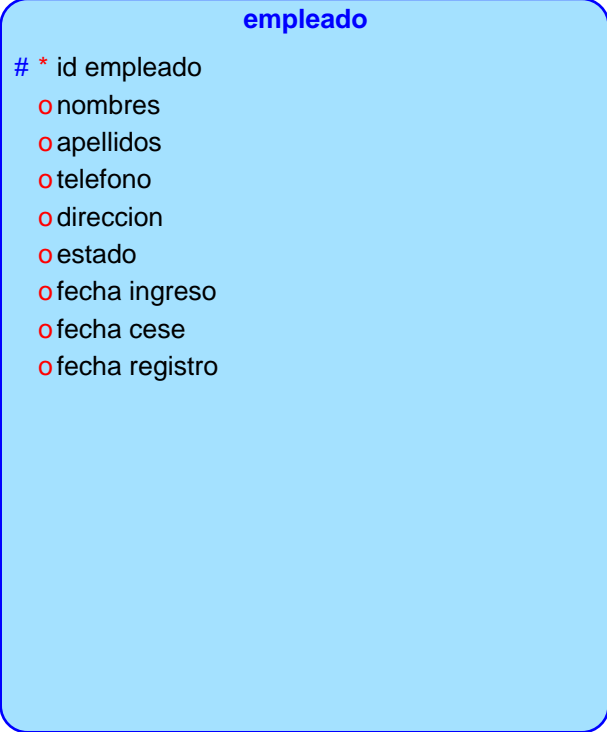 empleado
# * id empleado
o nombres
o apellidos
o telefono
o direccion
o estado
o fecha ingreso
o fecha cese
o fecha registro